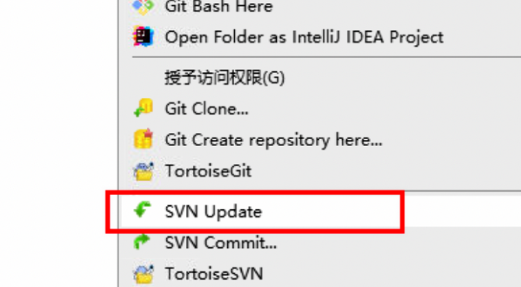 Git Bash Here
Open Folder as IntelliJ IDEA Project
授予访问权限(G)
Git Clone...
Git Create repository here...
TortoiseGit
SVN Update
SVN Commit...
TortoiseSVN